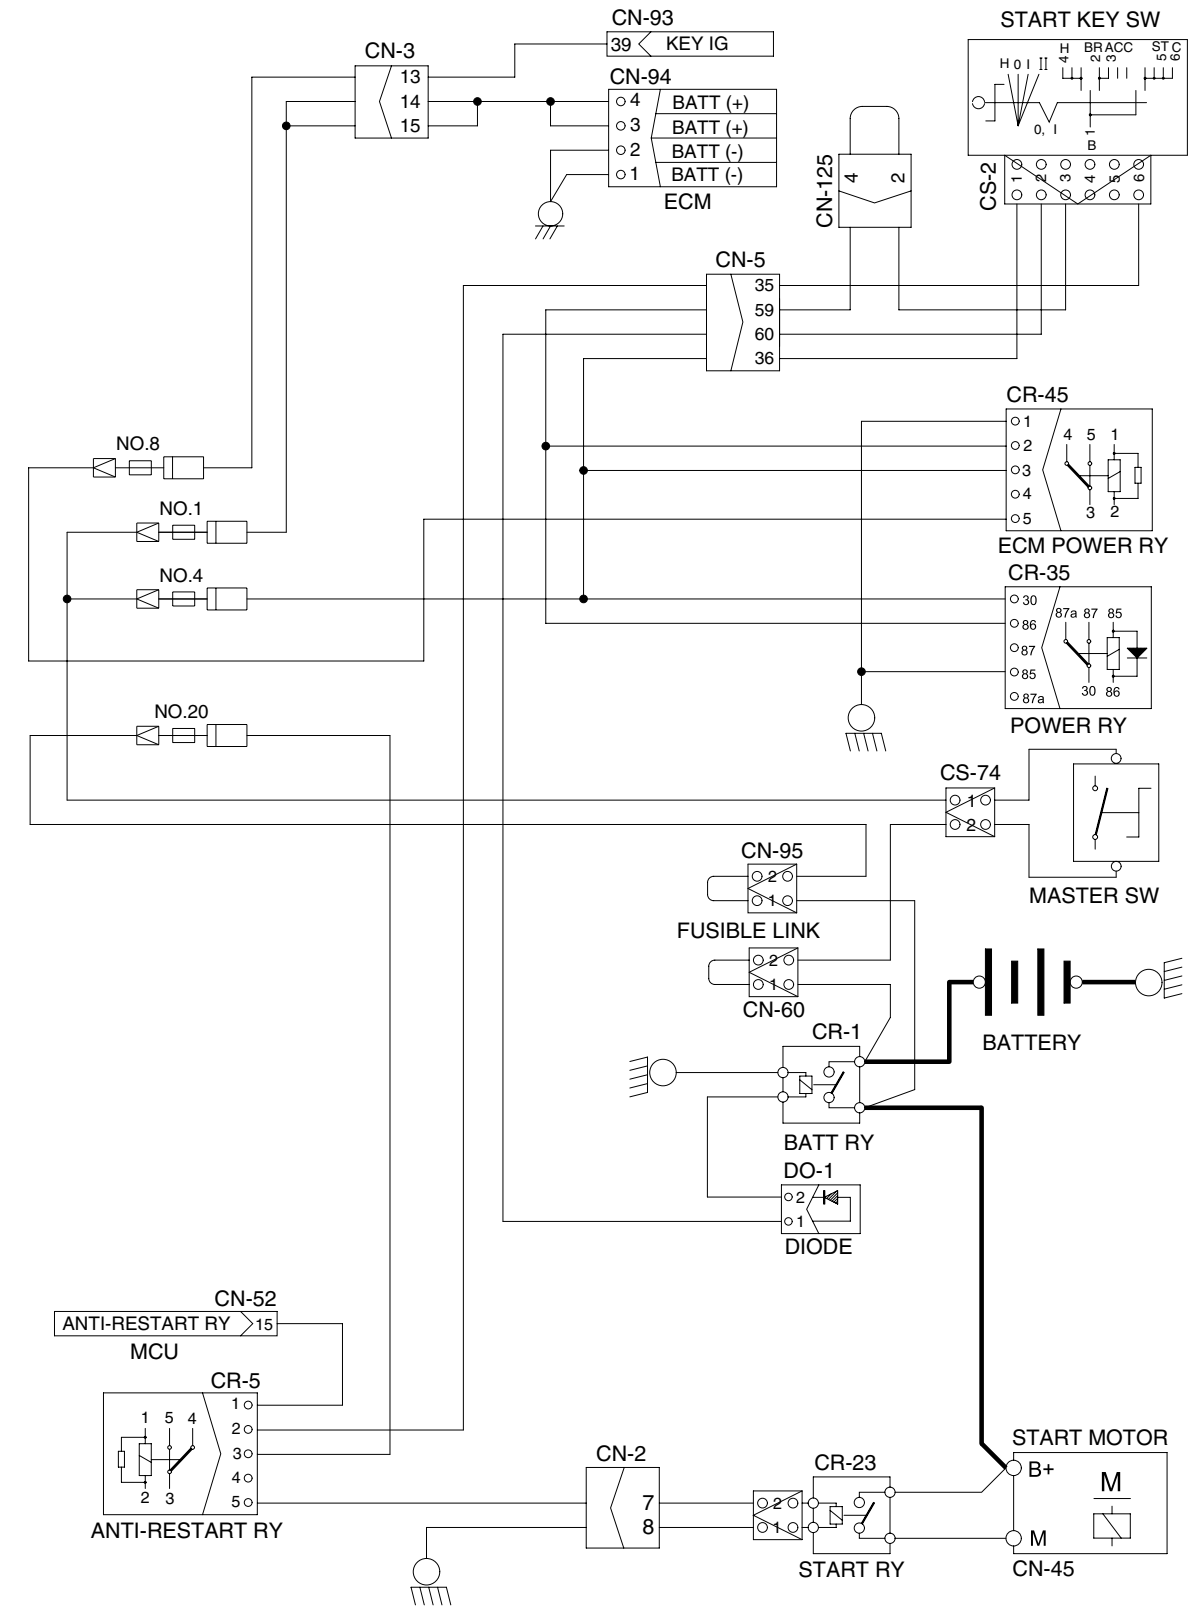 CN-93
39 KEY IG
START KEY SW
H 4
BR 2
ACC 3
ST 5
C 6
H O I II
0, I
1
B
CS-2
1 2 3 4 5 6
CN-3
13
14
15
CN-94
4 BATT (+)
3 BATT (+)
2 BATT (-)
1 BATT (-)
ECM
CN-125
4 2
CN-5
35
59
60
36
CR-45
1
2
3
4
5
4 5 1
3 2
ECM POWER RY
NO.8
NO.1
NO.4
CR-35
30
86
87
85
87a
87a 87 85
30 86
POWER RY
NO.20
CS-74
1
2
MASTER SW
CN-95
2
1
FUSIBLE LINK
2
1
CN-60
BATTERY
CR-1
BATT RY
DO-1
2
1
DIODE
CN-52
ANTI-RESTART RY 15
MCU
CR-5
1
2
3
4
5
1 5 4
2 3
ANTI-RESTART RY
CN-2
7
8
2
1
CR-23
START RY
START MOTOR
B+
M
M
CN-45